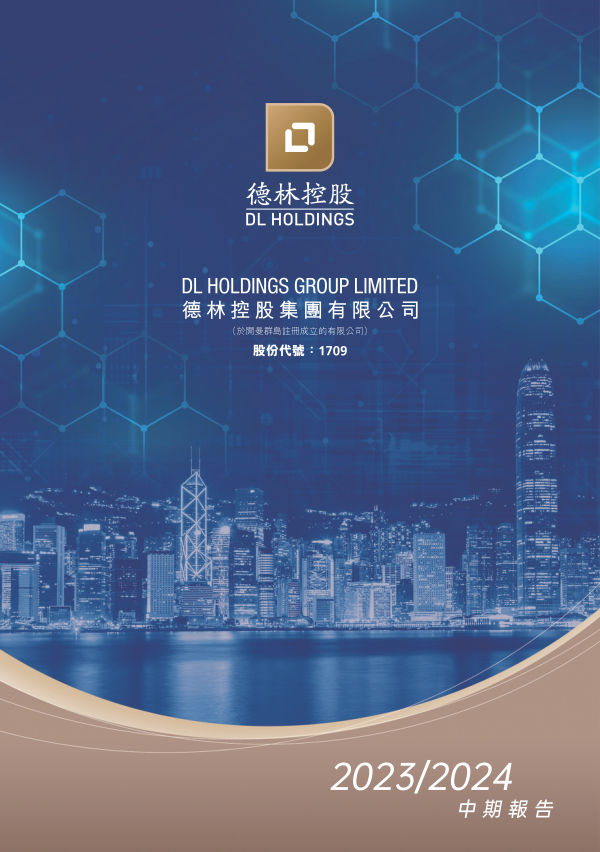 德林控股
DL HOLDINGS
DL HOLDINGS GROUP LIMITED
德林控股集團有限公司
（於開曼群島註冊成立的有限公司）
股份代號：1709
2023/2024
中期報告